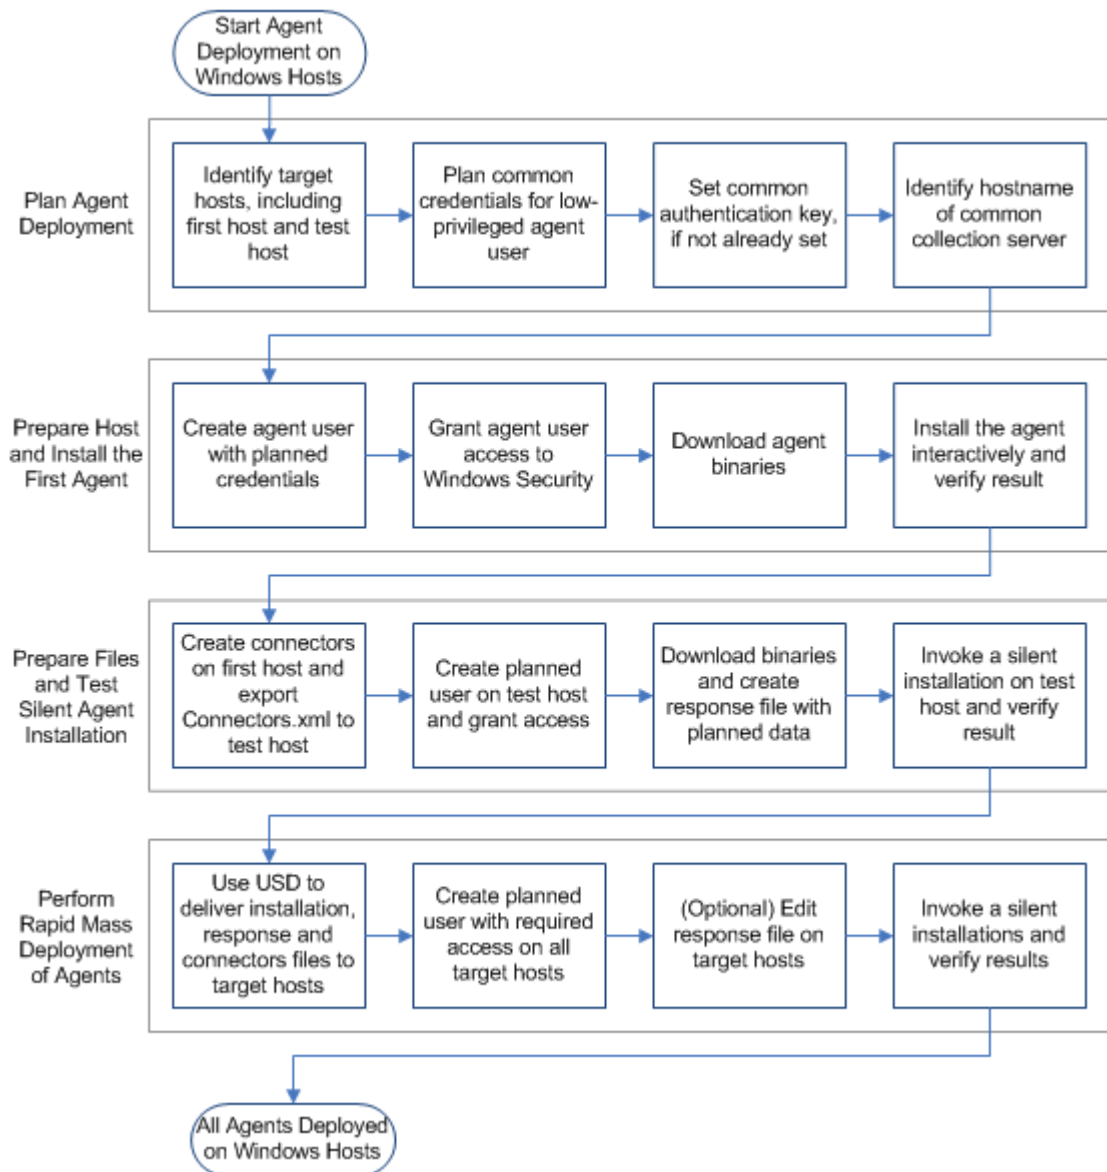 Start Agent
Deployment on
Windows Hosts
Plan Agent
Deployment
Identify target
hosts, including
first host and test
host
Plan common
credentials for low-
privileged agent
user
Set common
authentication key,
if not already set
Identify hostname
of common
collection server
Prepare Host
and Install the
First Agent
Create agent user
with planned
credentials
Grant agent user
access to
Windows Security
Download agent
binaries
Install the agent
interactively and
verify result
Prepare Files
and Test
Silent Agent
Installation
Create connectors
on first host and
export
Connectors.xml to
test host
Create planned
user on test host
and grant access
Download binaries
and create
response file with
planned data
Invoke a silent
installation on test
host and verify
result
Perform
Rapid Mass
Deployment
of Agents
Use USD to
deliver installation,
response and
connectors files to
target hosts
Create planned
user with required
access on all
target hosts
(Optional) Edit
response file on
target hosts
Invoke a silent
installations and
verify results
All Agents Deployed
on Windows Hosts